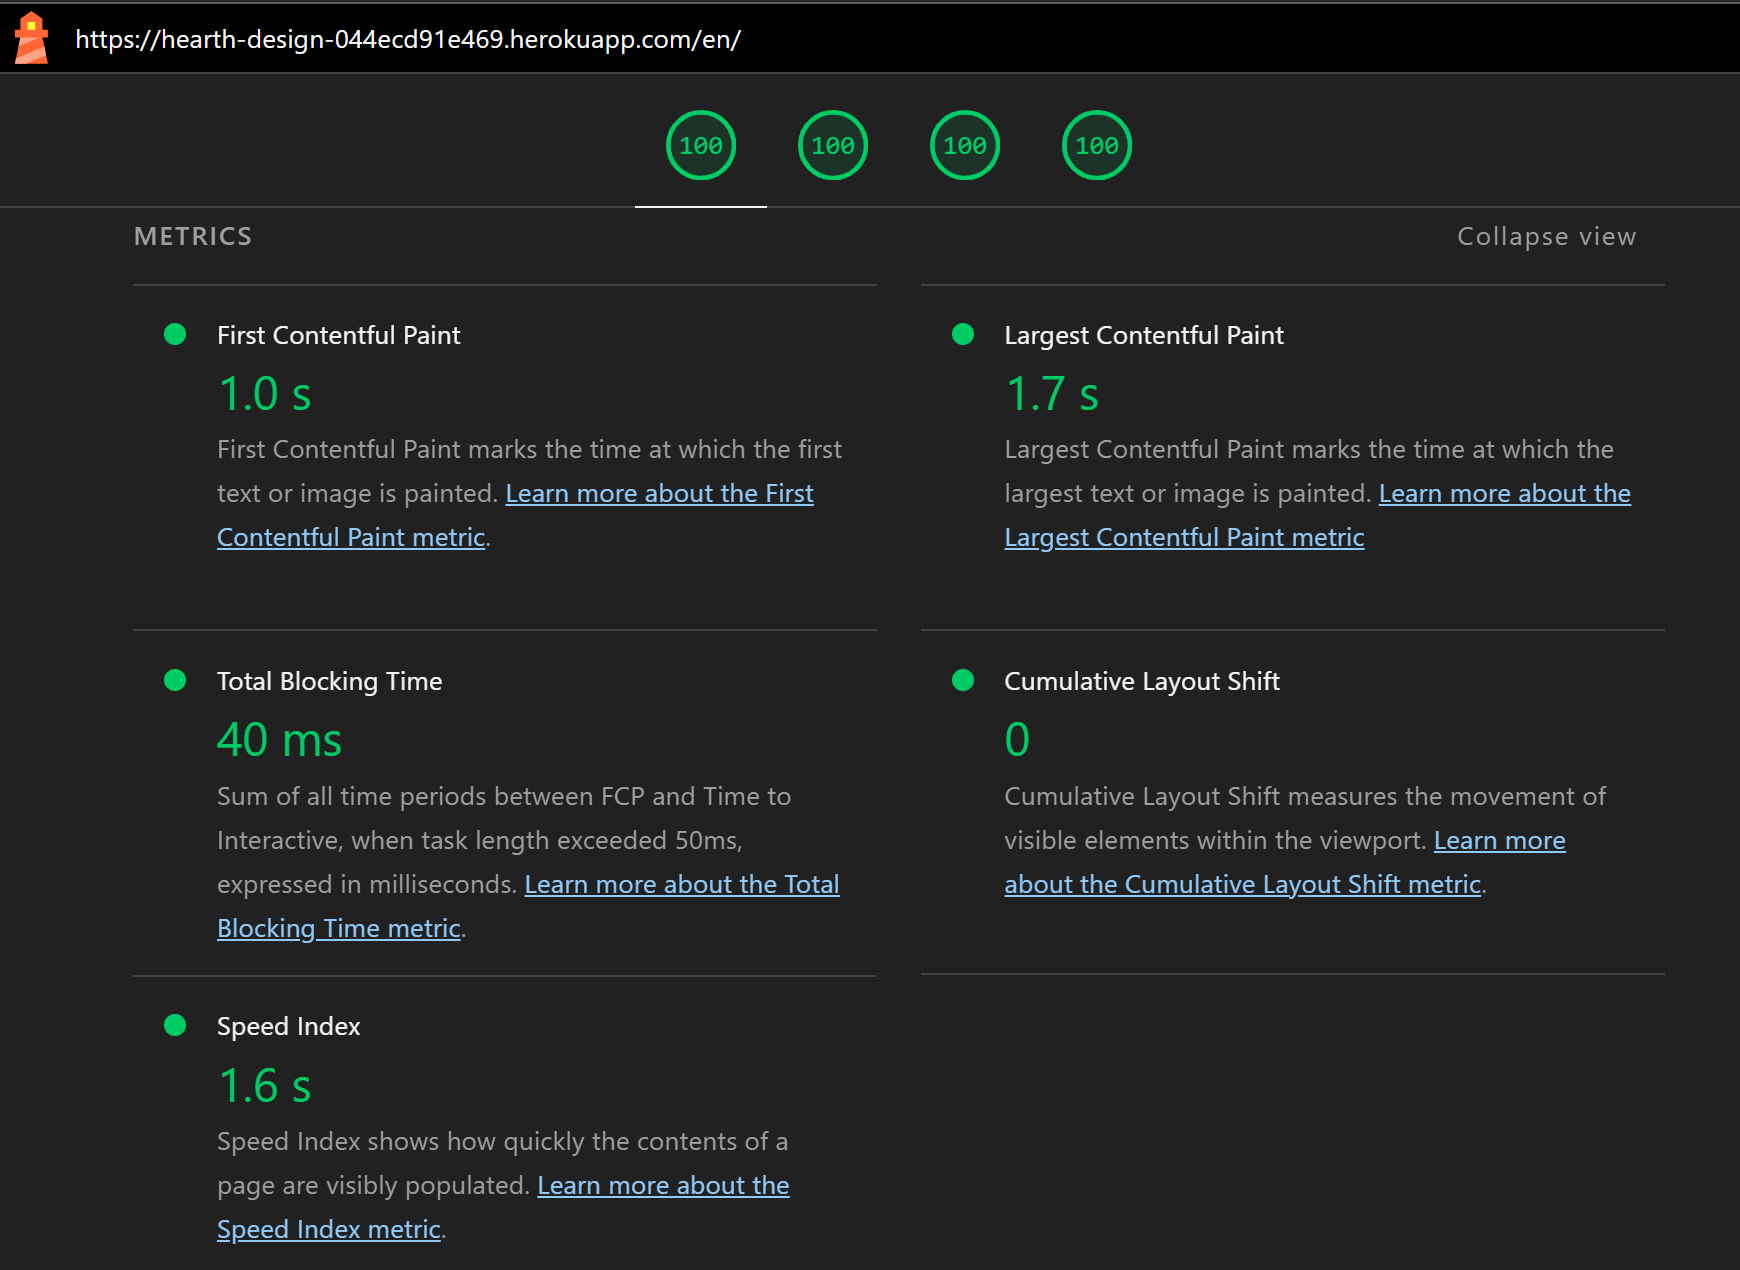 https://hearth-design-044ecd91e469.herokuapp.com/en/
100 100 100 100
METRICS
Collapse view
First Contentful Paint
1.0 s
First Contentful Paint marks the time at which the first
text or image is painted. Learn more about the First
Contentful Paint metric.
Largest Contentful Paint
1.7 s
Largest Contentful Paint marks the time at which the
largest text or image is painted. Learn more about the
Largest Contentful Paint metric
Total Blocking Time
40 ms
Sum of all time periods between FCP and Time to
Interactive, when task length exceeded 50ms,
expressed in milliseconds. Learn more about the Total
Blocking Time metric.
Cumulative Layout Shift
0
Cumulative Layout Shift measures the movement of
visible elements within the viewport. Learn more
about the Cumulative Layout Shift metric.
Speed Index
1.6 s
Speed Index shows how quickly the contents of a
page are visibly populated. Learn more about the
Speed Index metric.